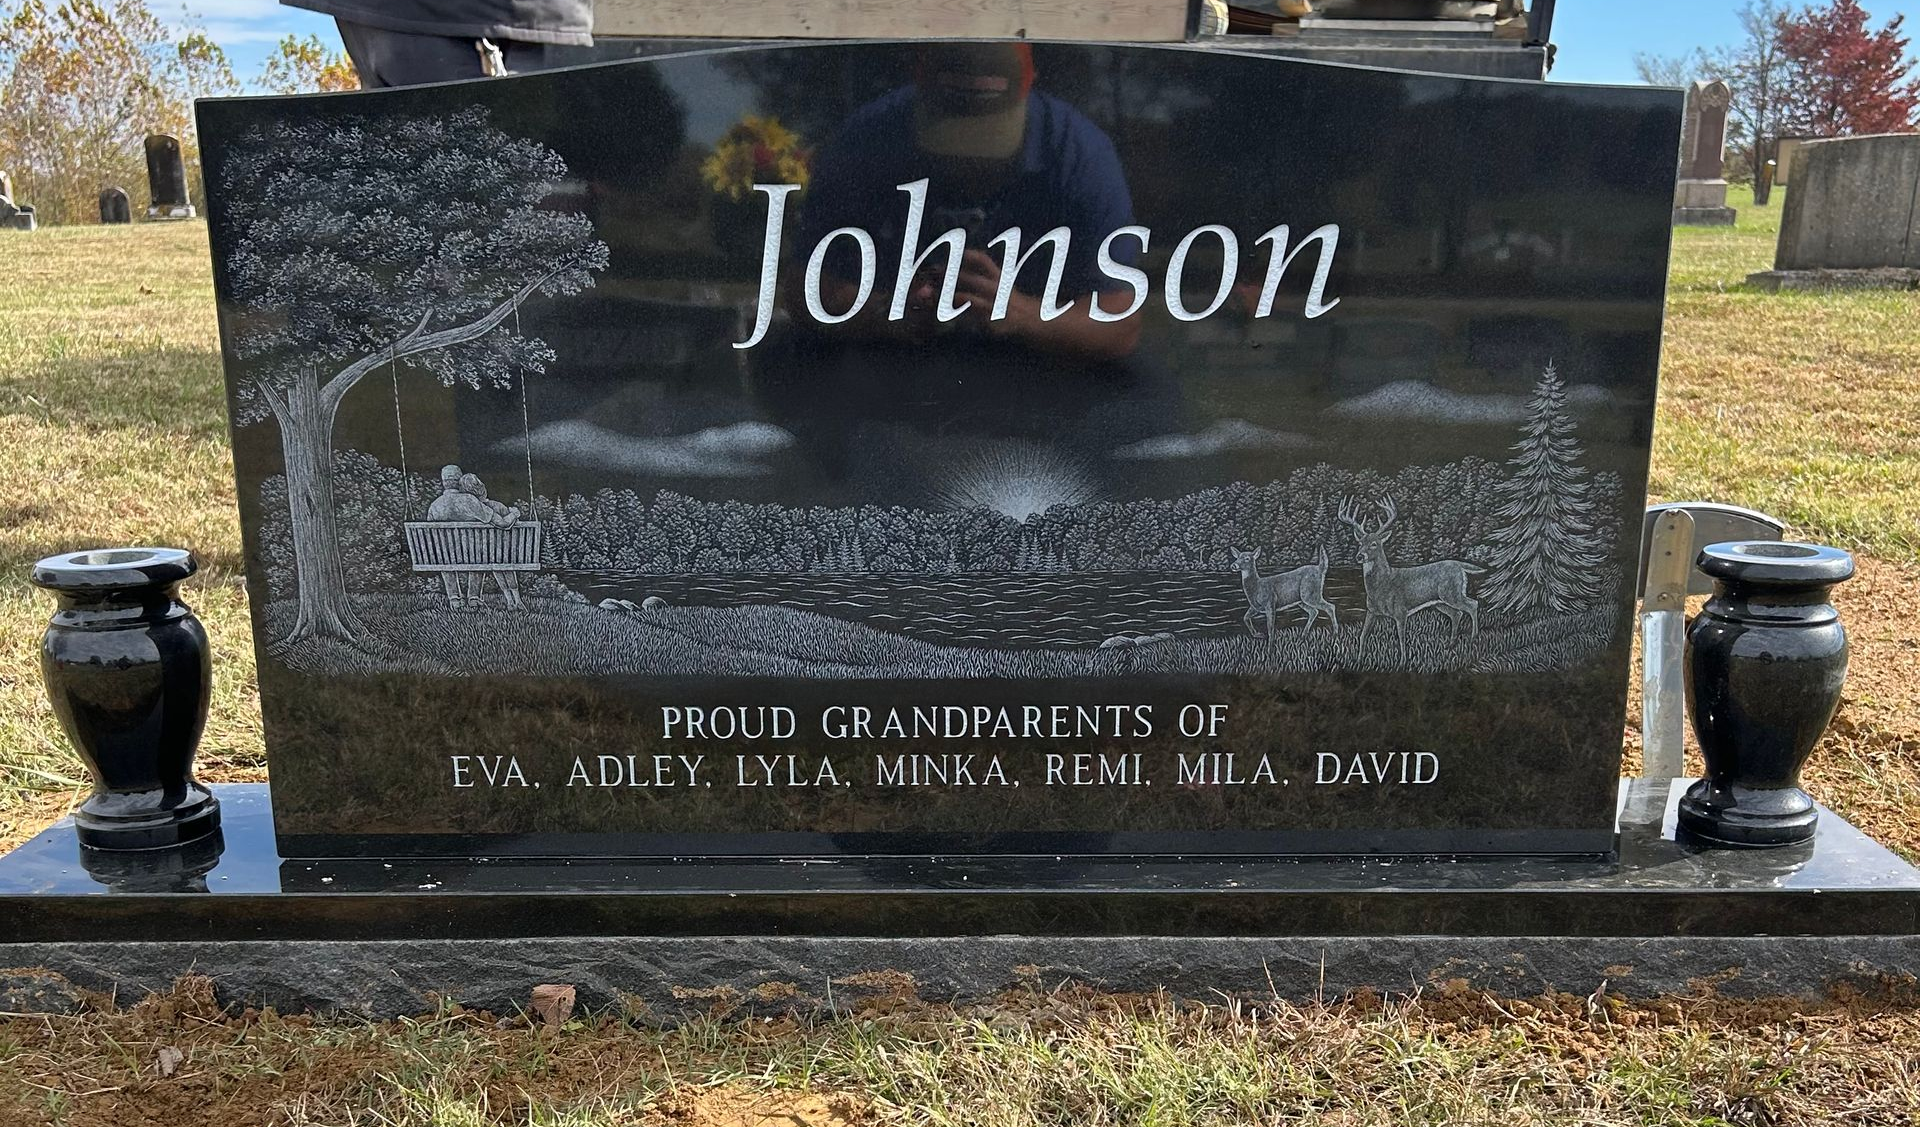 Johnson
PROUD GRANDPARENTS OF
EVA, ADLEY, LYLA, MINKA, REMI, MILA, DAVID